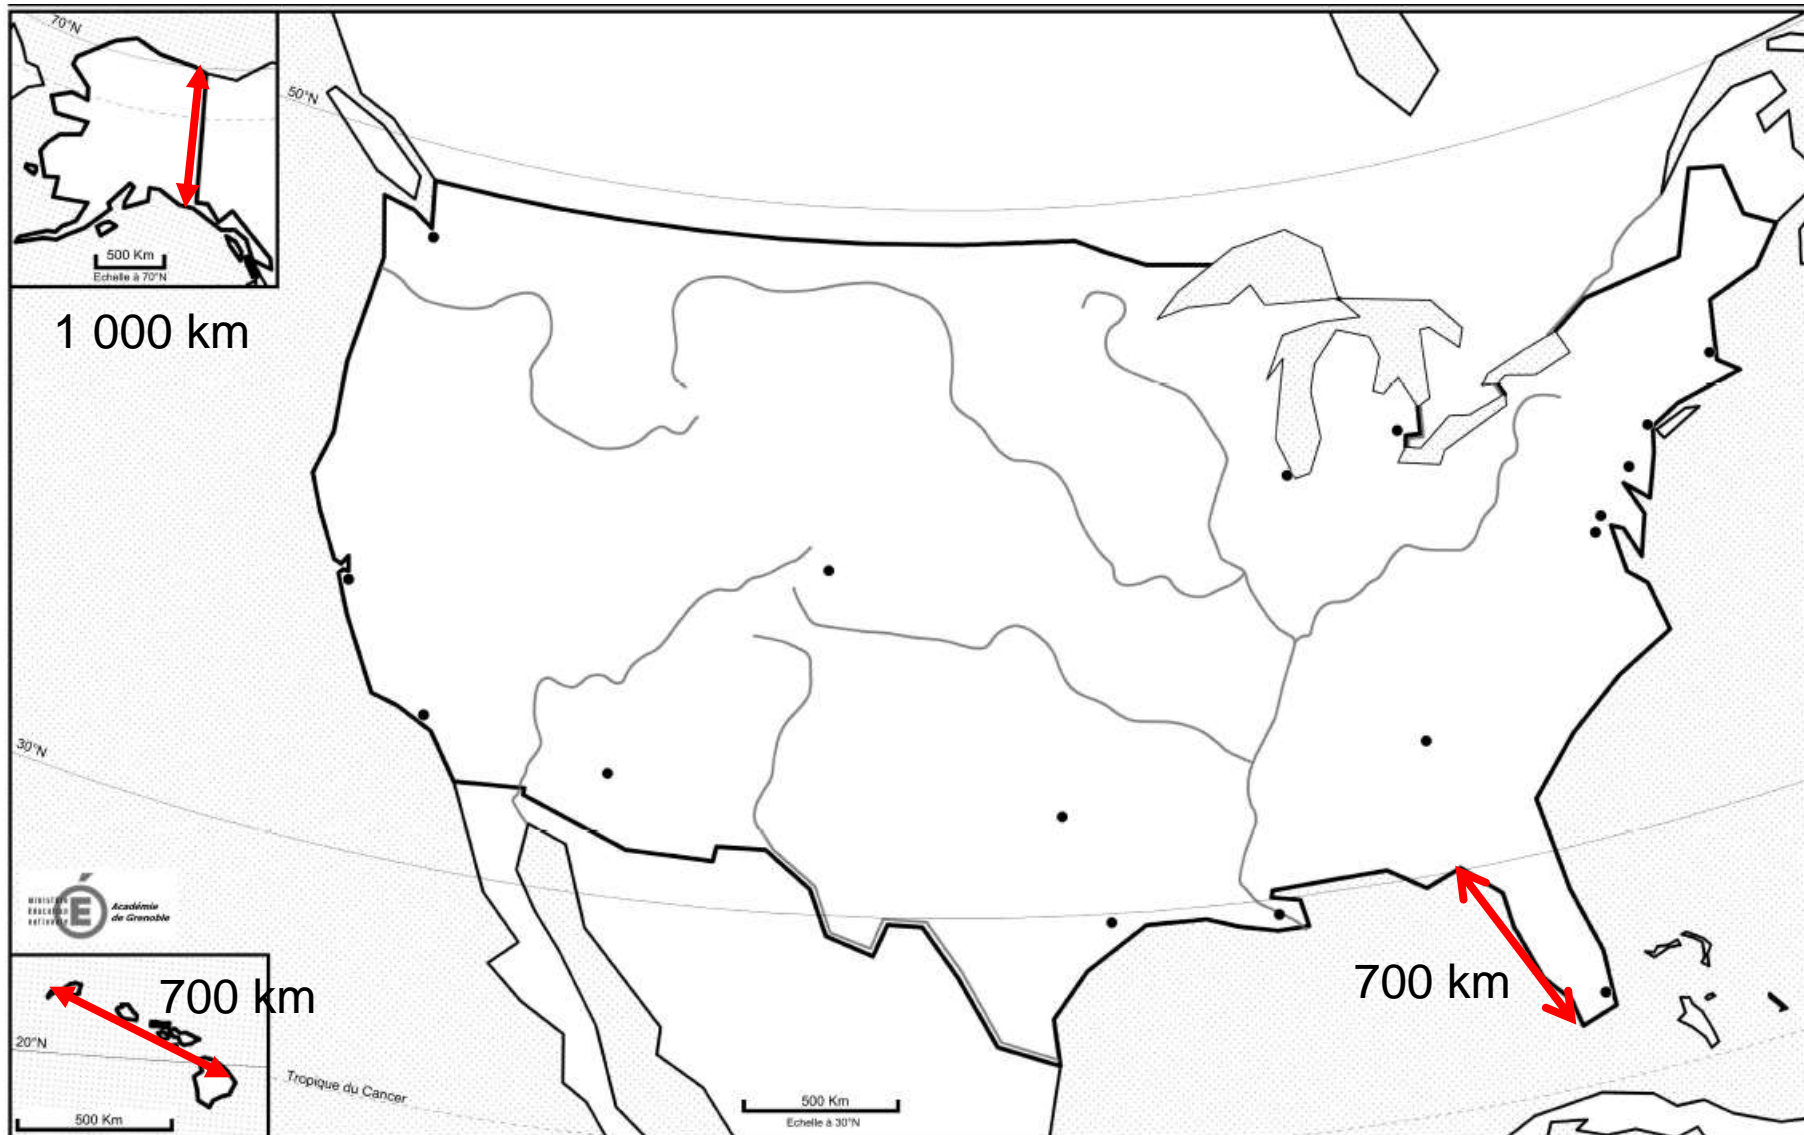 70°N
50°N
500 Km
Echelle à 70°N
1 000 km
30°N
Académie
de Grenoble
700 km
700 km
20°N
Tropique du Cancer
500 Km
500 Km
Echelle à 30°N